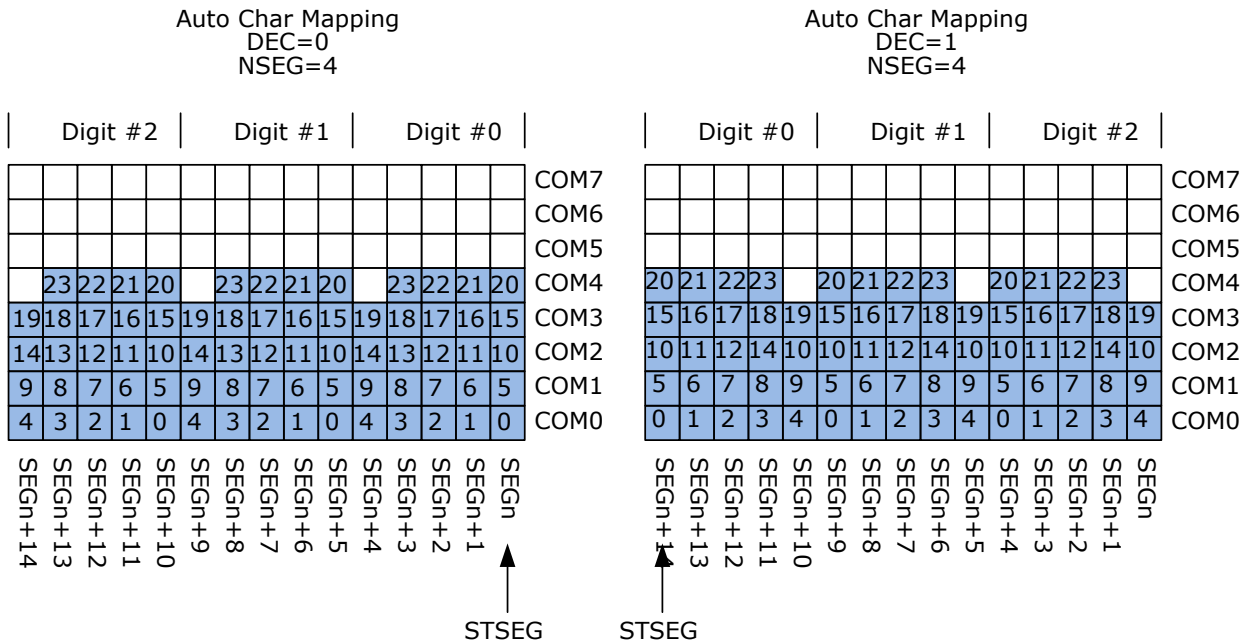 Auto Char Mapping
DEC=0
NSEG=4
Digit #2 Digit #1 Digit #0
COM7
COM6
COM5
23 22 21 20 23 22 21 20 23 22 21 20 COM4
19 18 17 16 15 19 18 17 16 15 19 18 17 16 15 COM3
14 13 12 11 10 14 13 12 11 10 14 13 12 11 10 COM2
9 8 7 6 5 9 8 7 6 5 9 8 7 6 5 COM1
4 3 2 1 0 4 3 2 1 0 4 3 2 1 0 COM0
SEGn+14 SEGn+13 SEGn+12 SEGn+11 SEGn+10 SEGn+9 SEGn+8 SEGn+7 SEGn+6 SEGn+5 SEGn+4 SEGn+3 SEGn+2 SEGn+1 SEGn
STSEG
Auto Char Mapping
DEC=1
NSEG=4
Digit #0 Digit #1 Digit #2
COM7
COM6
COM5
20 21 22 23 20 21 22 23 20 21 22 23 COM4
15 16 17 18 19 15 16 17 18 19 15 16 17 18 19 COM3
10 11 12 14 10 10 11 12 14 10 10 11 12 14 10 COM2
5 6 7 8 9 5 6 7 8 9 5 6 7 8 9 COM1
0 1 2 3 4 0 1 2 3 4 0 1 2 3 4 COM0
SEGn+14 SEGn+13 SEGn+12 SEGn+11 SEGn+10 SEGn+9 SEGn+8 SEGn+7 SEGn+6 SEGn+5 SEGn+4 SEGn+3 SEGn+2 SEGn+1 SEGn
STSEG